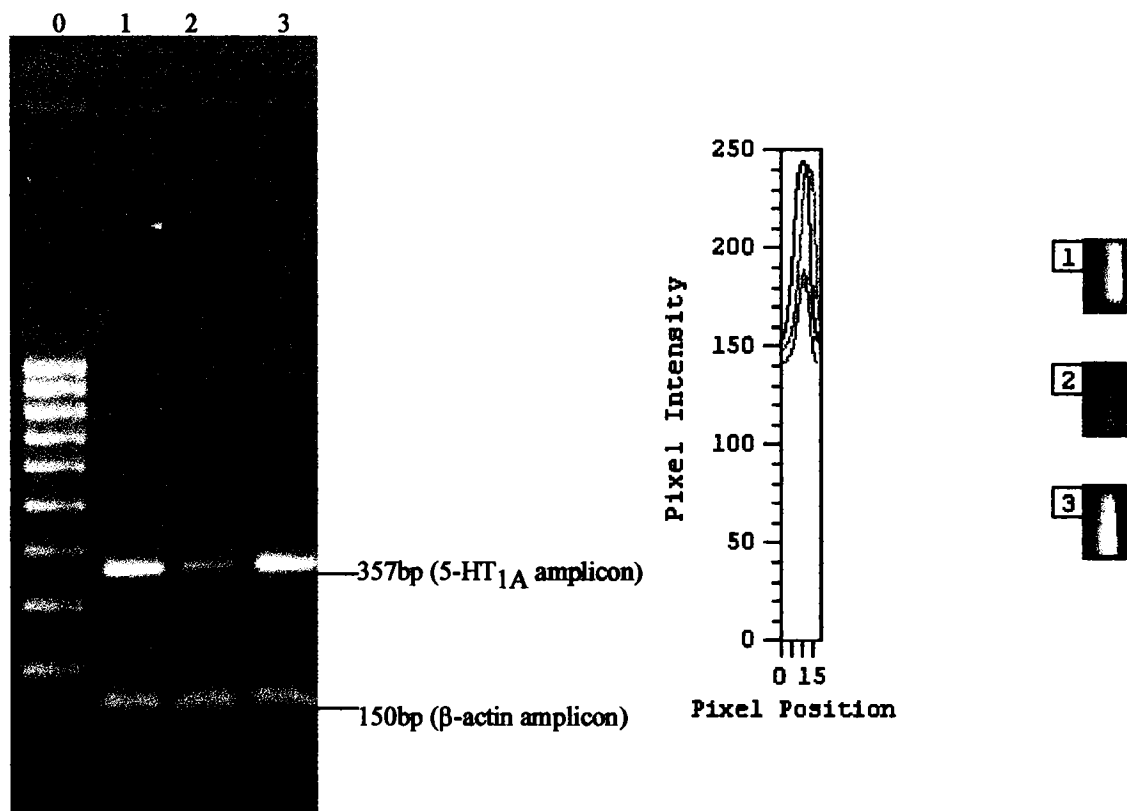 0 1 2 3
357bp (5-HT1A amplicon)
150bp (β-actin amplicon)
250
200
150
100
50
0
Pixel Intensity
0 15
Pixel Position
1
2
3